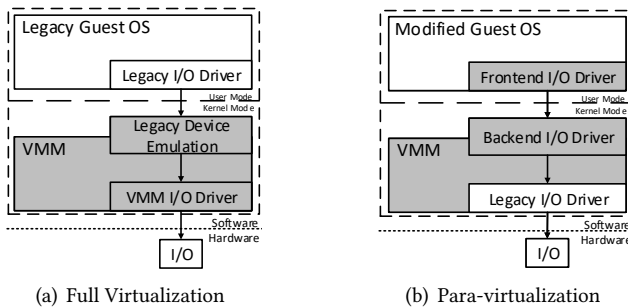 Legacy Guest OS
Legacy I/O Driver
User Mode
Kernel Mode
Legacy Device
Emulation
VMM
VMM I/O Driver
Software
Hardware
I/O
(a) Full Virtualization
Modified Guest OS
Frontend I/O Driver
User Mode
Kernel Mode
Backend I/O Driver
VMM
Legacy I/O Driver
Software
Hardware
I/O
(b) Para-virtualization